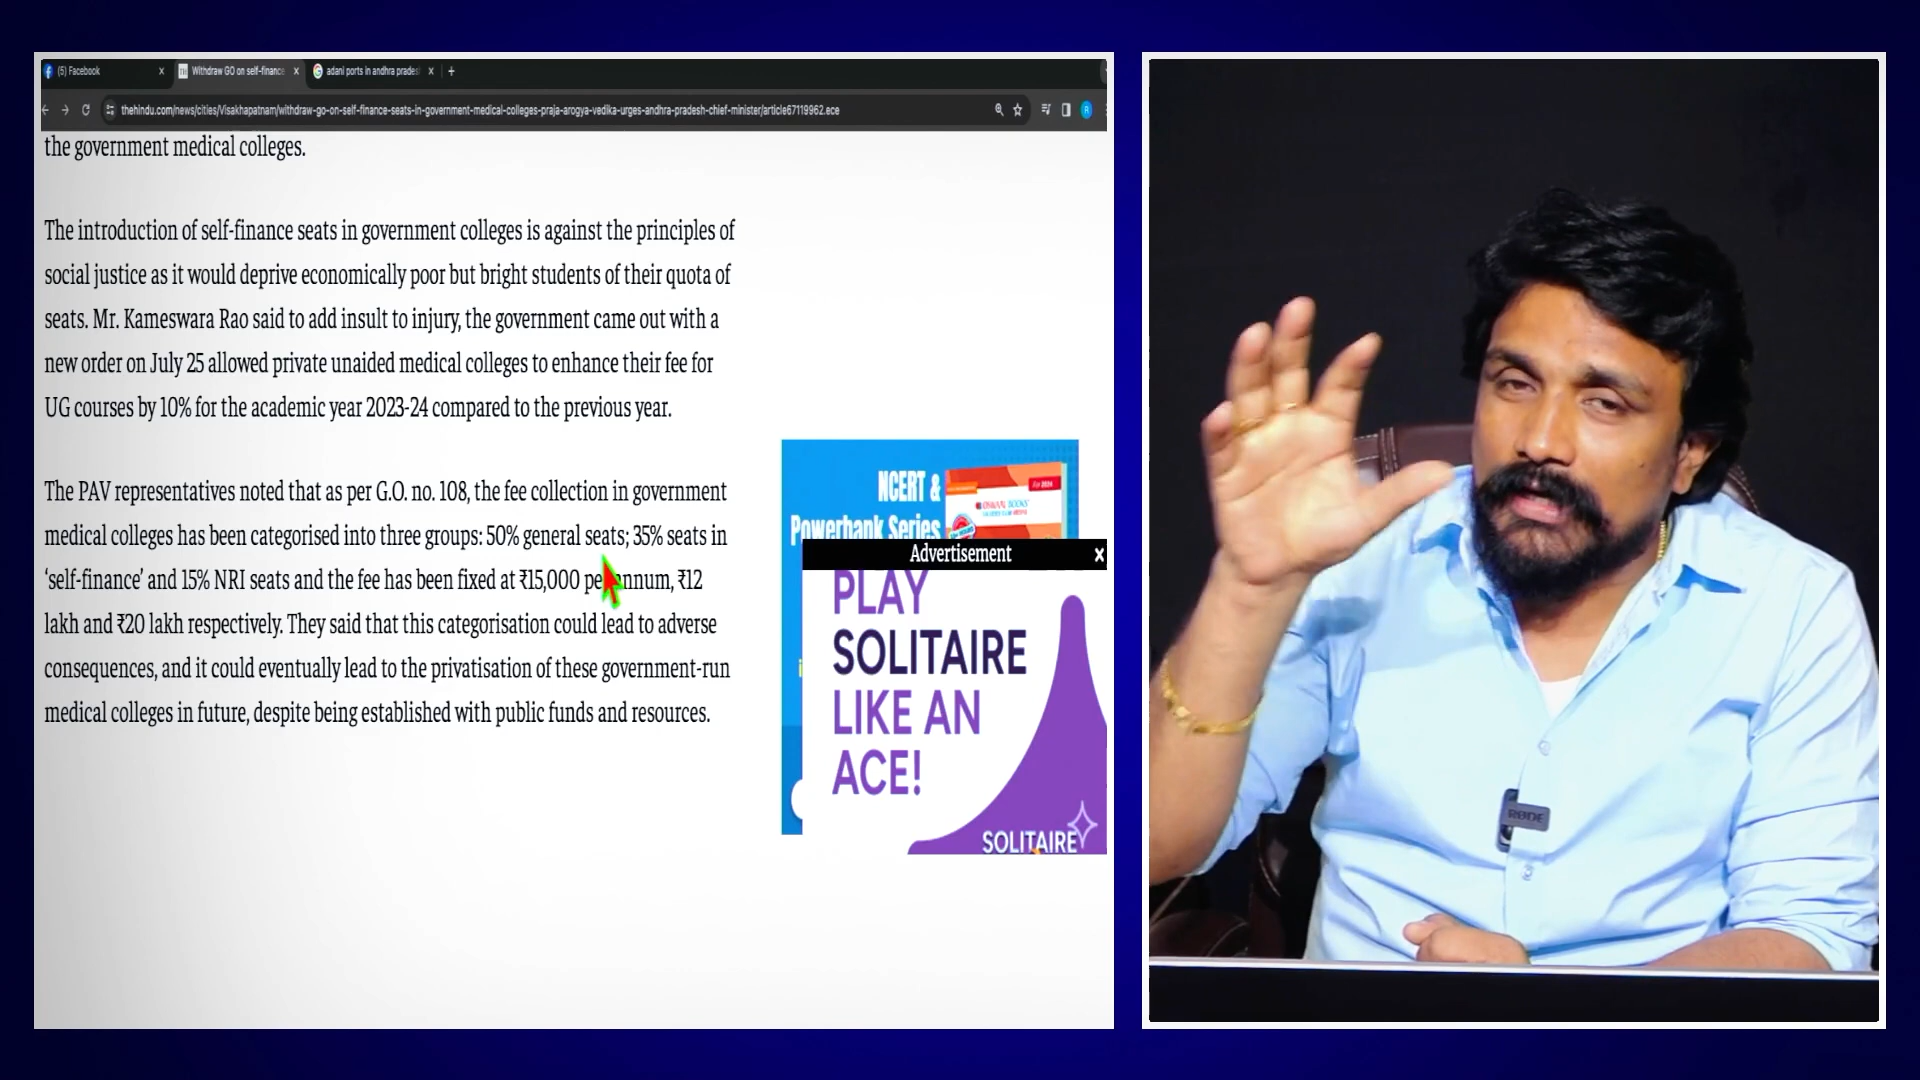 (5) Facebook
Withdraw GO on self-finance
adani ports in andhra prades
thehindu.com/news/cities/Visakhapatnam/withdraw-go-on-self-finance-seats-in-government-medical-colleges-praja-arogya-vedika-urges-andhra-pradesh-chief-minister/article67119962.ece
the government medical colleges.
The introduction of self-finance seats in government colleges is against the principles of
social justice as it would deprive economically poor but bright students of their quota of
seats. Mr. Kameswara Rao said to add insult to injury, the government came out with a
new order on July 25 allowed private unaided medical colleges to enhance their fee for
UG courses by 10% for the academic year 2023-24 compared to the previous year.
The PAV representatives noted that as per G.O. no. 108, the fee collection in government
medical colleges has been categorised into three groups: 50% general seats; 35% seats in
‘self-finance’ and 15% NRI seats and the fee has been fixed at ₹15,000 pe nnum, ₹12
lakh and ₹20 lakh respectively. They said that this categorisation could lead to adverse
consequences, and it could eventually lead to the privatisation of these government-run
medical colleges in future, despite being established with public funds and resources.
NCERT &
Powerbank Series
Advertisement
PLAY
SOLITAIRE
LIKE AN
ACE!
SOLITAIRE
RODE